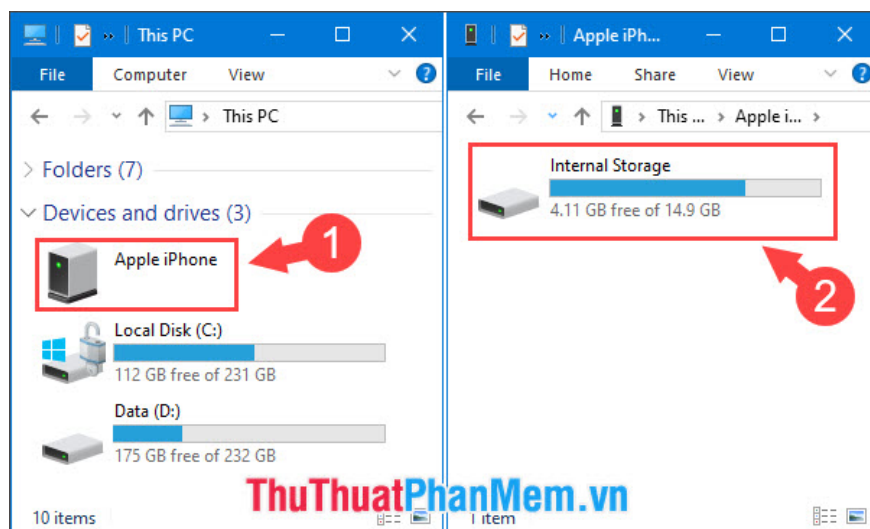 This PC
File Computer View
This PC
Folders (7)
Devices and drives (3)
Apple iPhone
1
Local Disk (C:)
112 GB free of 231 GB
Data (D:)
175 GB free of 232 GB
10 items
Apple iPh...
File Home Share View
This ... Apple i...
Internal Storage
4.11 GB free of 14.9 GB
2
1 item
ThuThuatPhanMem.vn